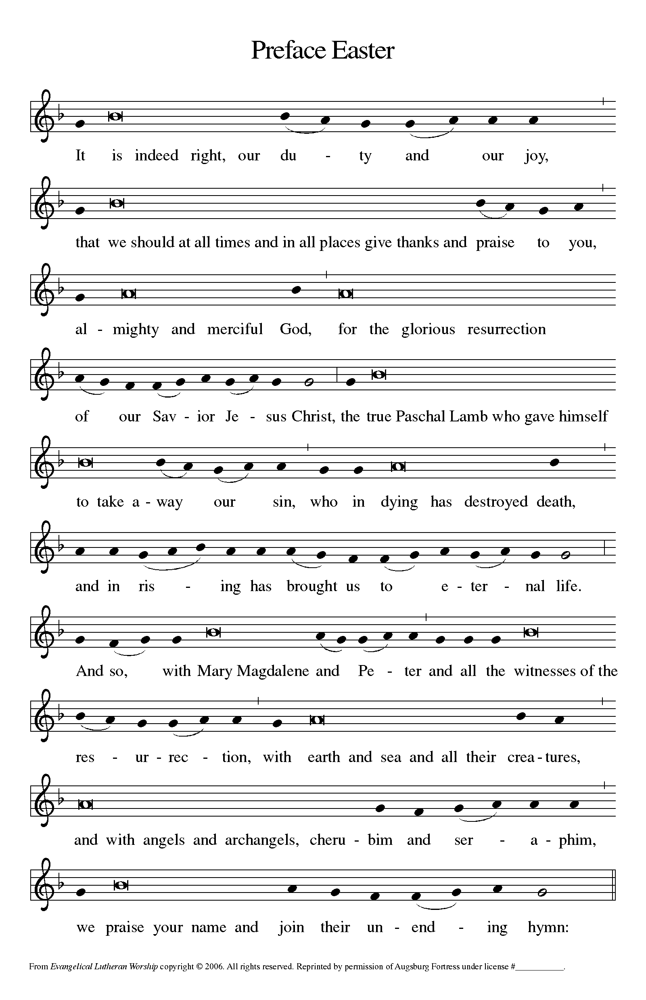 Preface Easter
It is indeed right, our du - ty and our joy,
that we should at all times and in all places give thanks and praise to you,
al - mighty and merciful God, for the glorious resurrection
of our Sav - ior Je - sus Christ, the true Paschal Lamb who gave himself
to take a - way our sin, who in dying has destroyed death,
and in ris - ing has brought us to e - ter - nal life.
And so, with Mary Magdalene and Pe - ter and all the witnesses of the
res - ur - rec - tion, with earth and sea and all their crea - tures,
and with angels and archangels, cheru - bim and ser - a - phim,
we praise your name and join their un - end - ing hymn:
From Evangelical Lutheran Worship copyright © 2006. All rights reserved. Reprinted by permission of Augsburg Fortress under license #___________.